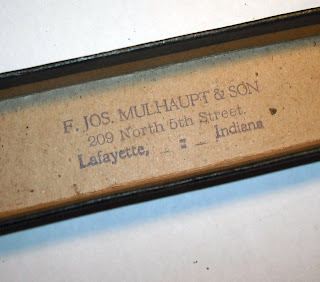 F. JOS. MULHAUPT & SON
209 North 5th Street
Lafayette, _ : _ Indiana